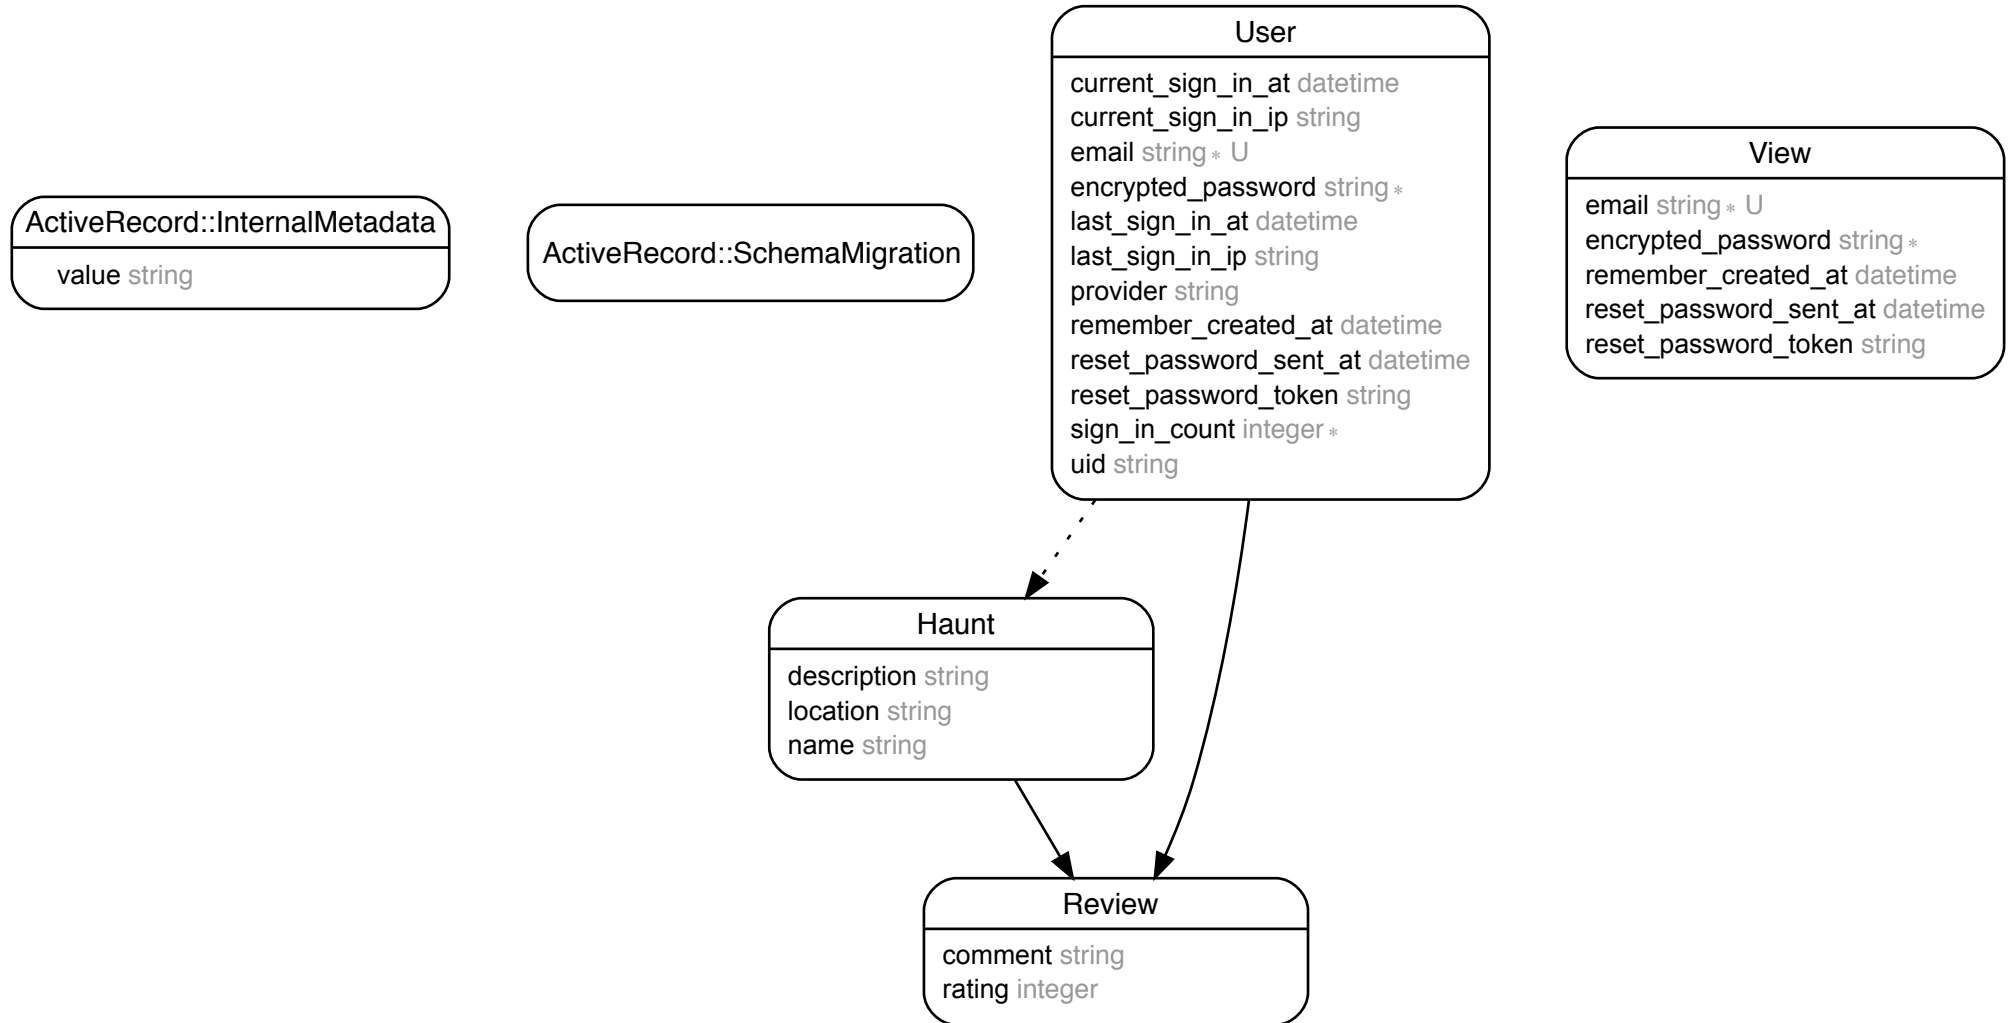 ActiveRecord::InternalMetadata
value string
ActiveRecord::SchemaMigration
User
current_sign_in_at datetime
current_sign_in_ip string
email string * U
encrypted_password string *
last_sign_in_at datetime
last_sign_in_ip string
provider string
remember_created_at datetime
reset_password_sent_at datetime
reset_password_token string
sign_in_count integer *
uid string
View
email string * U
encrypted_password string *
remember_created_at datetime
reset_password_sent_at datetime
reset_password_token string
Haunt
description string
location string
name string
Review
comment string
rating integer